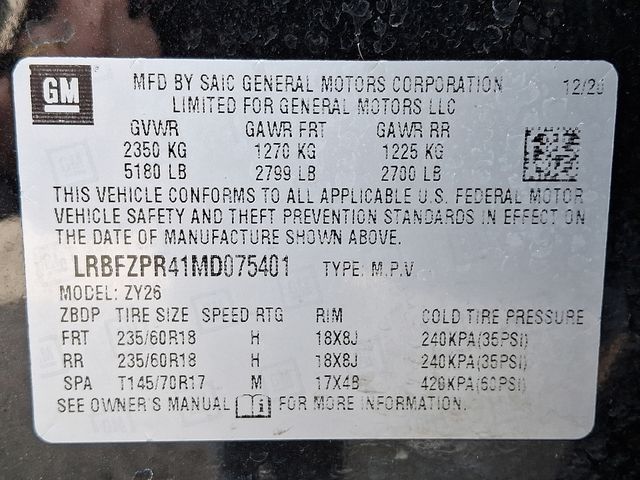 GM
MFD BY SAIC GENERAL MOTORS CORPORATION 12/20
LIMITED FOR GENERAL MOTORS LLC
GVWR GAWR FRT GAWR RR
2350 KG 1270 KG 1225 KG
5180 LB 2799 LB 2700 LB
THIS VEHICLE CONFORMS TO ALL APPLICABLE U.S. FEDERAL MOTOR
VEHICLE SAFETY AND THEFT PREVENTION STANDARDS IN EFFECT ON
THE DATE OF MANUFACTURE SHOWN ABOVE.
LRBFZPR41MD075401 TYPE: M.P.V
MODEL: ZY26
ZBDP TIRE SIZE SPEED RTG RIM COLD TIRE PRESSURE
FRT 235/60R18 H 18X8J 240KPA(35PSI)
RR 235/60R18 H 18X8J 240KPA(35PSI)
SPA T145/70R17 M 17X4B 420KPA(60PSI)
SEE OWNER'S MANUAL FOR MORE INFORMATION.